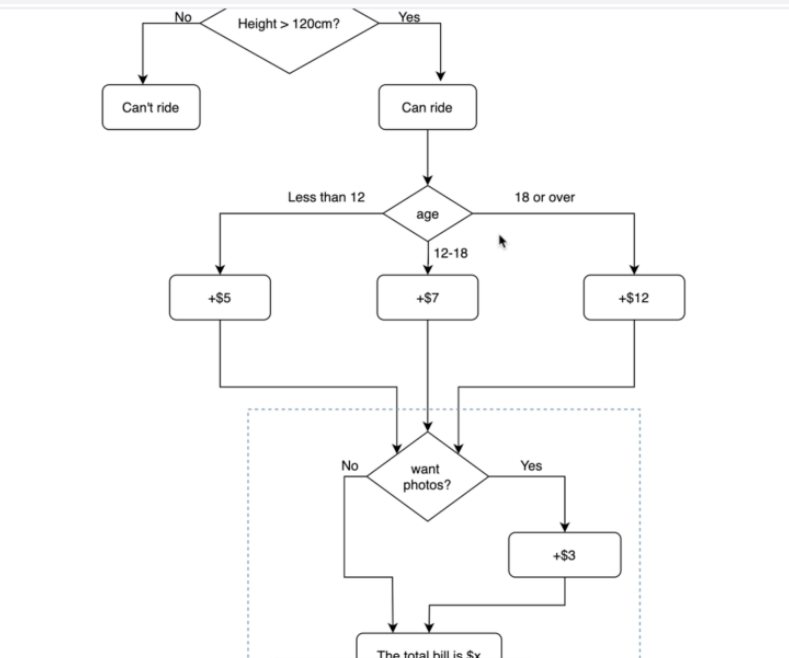 No
Height > 120cm?
Yes
Can't ride
Can ride
Less than 12
age
18 or over
12-18
+$5
+$7
+$12
No
want
photos?
Yes
+$3
The total bill is $x